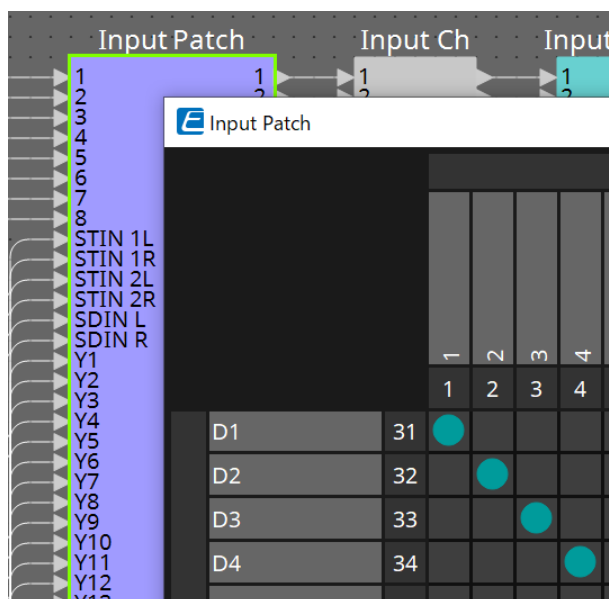 Input Patch Input Ch Input
1 1 1 1
2
3
4
5
6
7
8
STIN 1L
STIN 1R
STIN 2L
STIN 2R
SDIN L
SDIN R
Y1
Y2
Y3
Y4
Y5
Y6
Y7
Y8
Y9
Y10
Y11
Y12
Input Patch
1 2 3 4
1 2 3 4
D1 31
D2 32
D3 33
D4 34